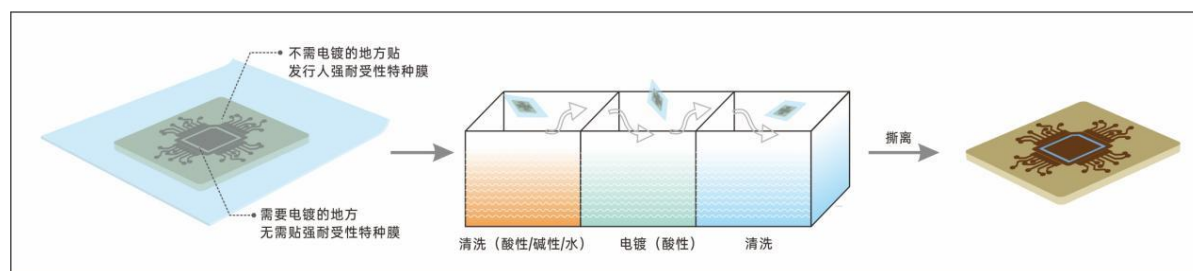 不需电镀的地方贴
发行人强耐受性特种膜
需要电镀的地方
无需贴强耐受性特种膜
清洗（酸性/碱性/水）
电镀（酸性）
清洗
撕离